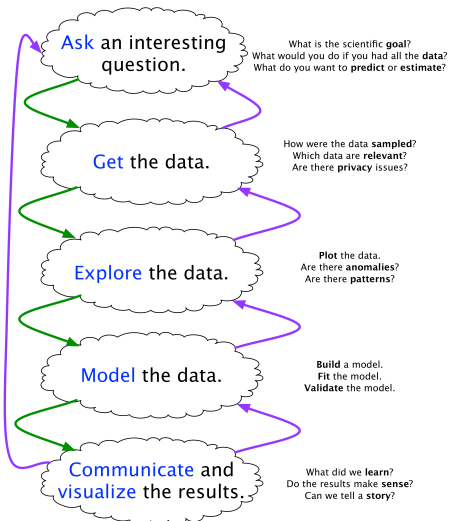 Ask an interesting
question.
What is the scientific goal?
What would you do if you had all the data?
What do you want to predict or estimate?
Get the data.
How were the data sampled?
Which data are relevant?
Are there privacy issues?
Explore the data.
Plot the data.
Are there anomalies?
Are there patterns?
Model the data.
Build a model.
Fit the model.
Validate the model.
Communicate and
visualize the results.
What did we learn?
Do the results make sense?
Can we tell a story?